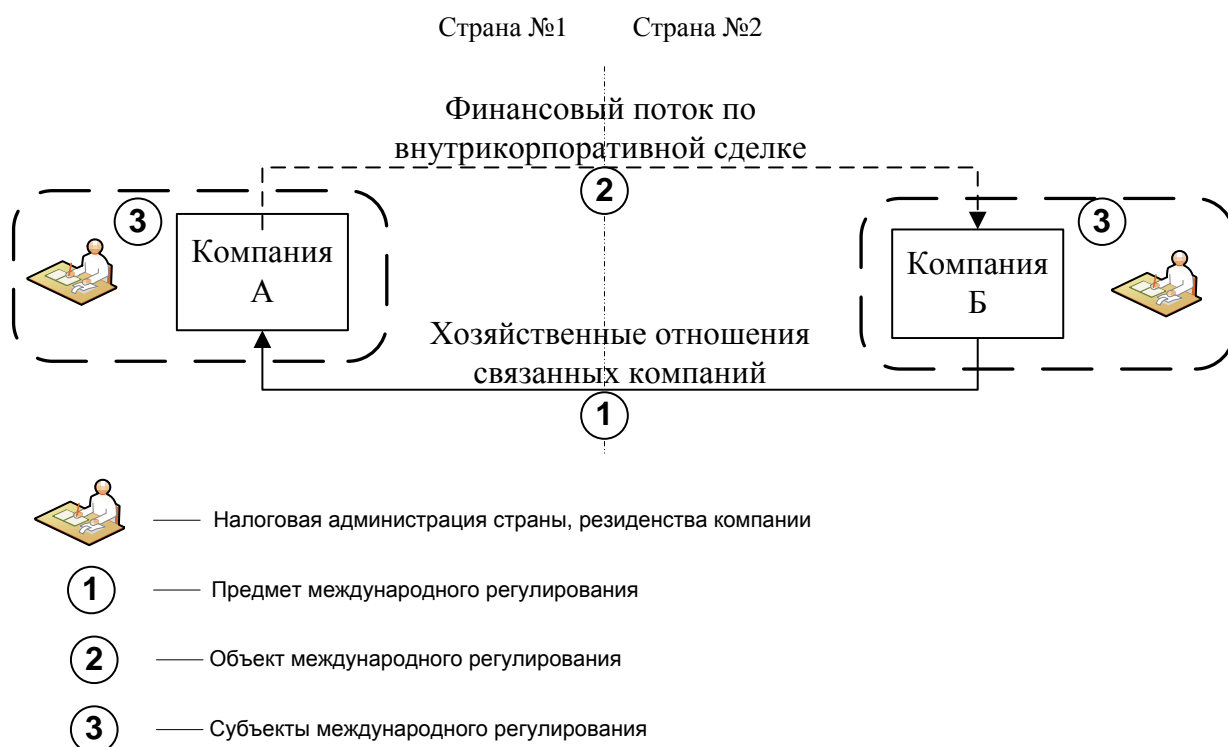 Страна №1 Страна №2
Финансовый поток по
внутрикорпоративной сделке
2
3
3
Компания
А
Компания
Б
Хозяйственные отношения
связанных компаний
1
Налоговая администрация страны, резиденства компании
1 Предмет международного регулирования
2 Объект международного регулирования
3 Субъекты международного регулирования